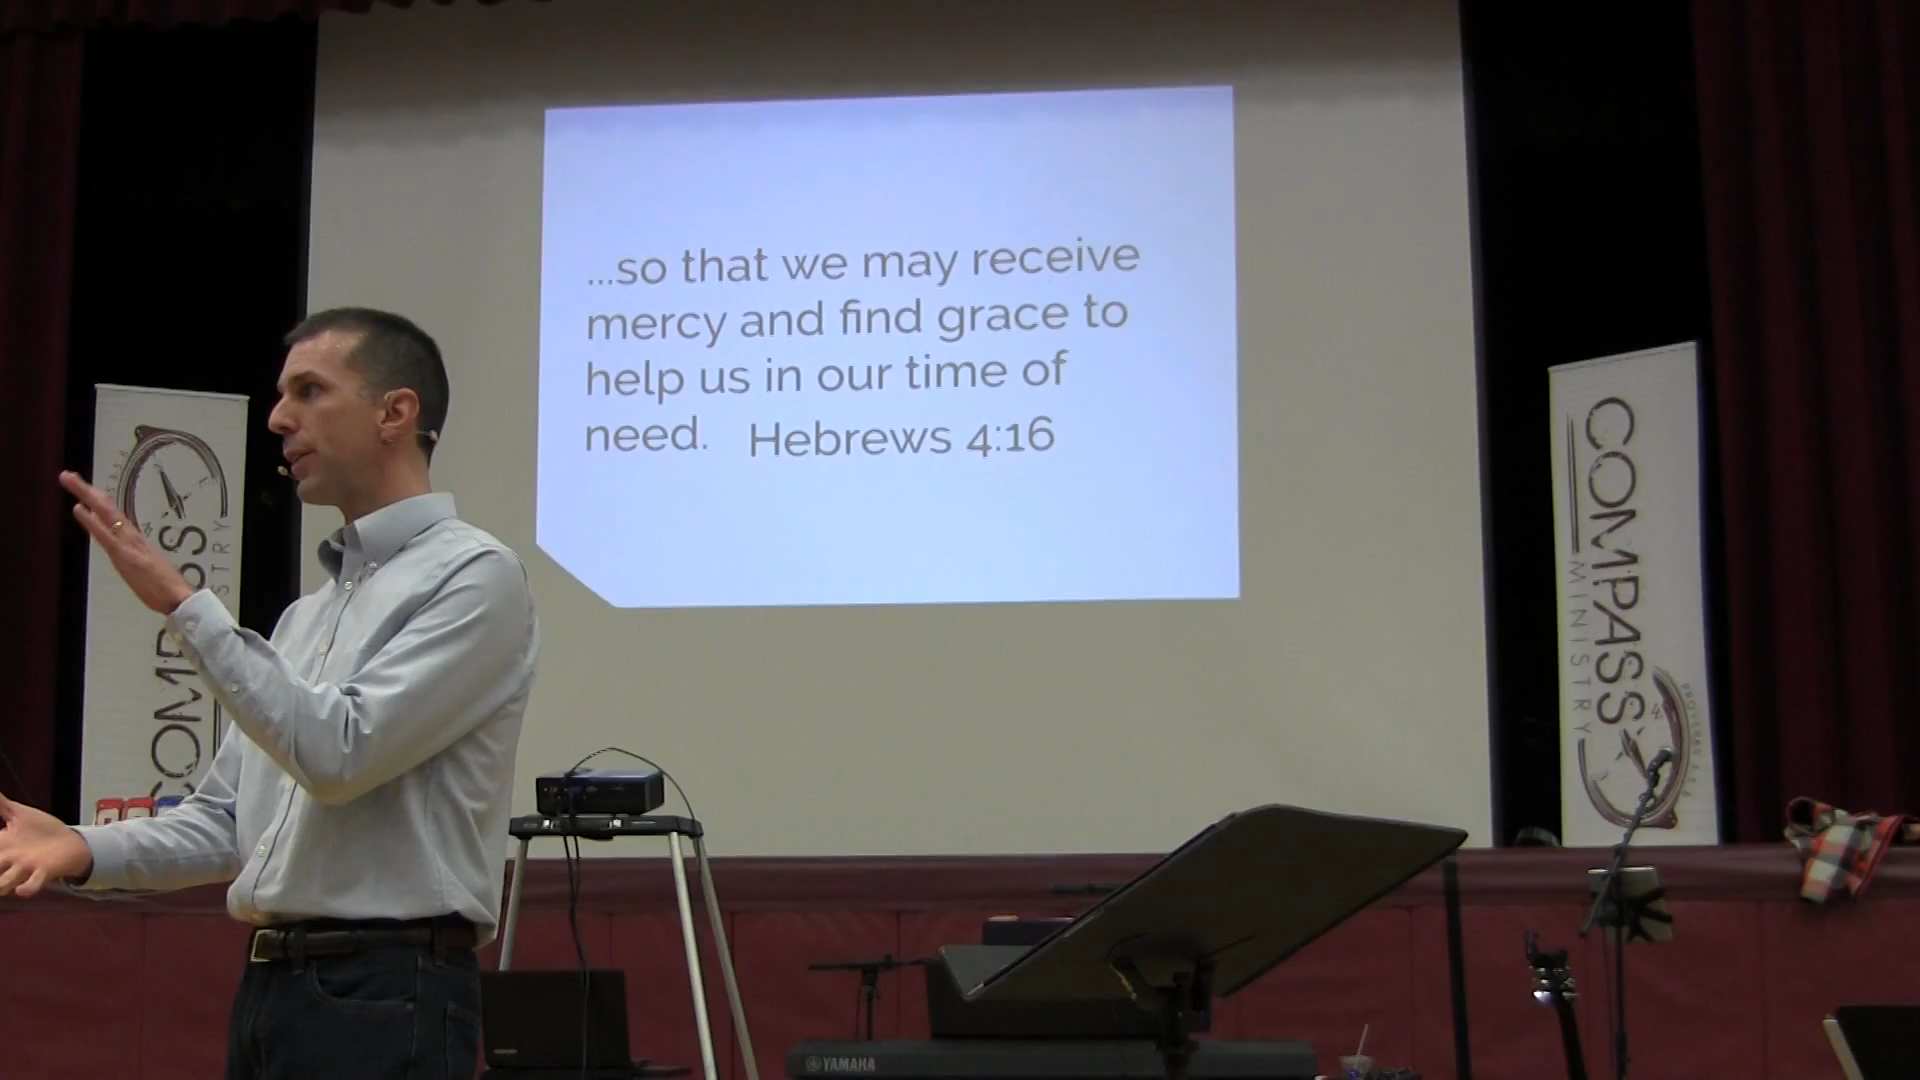 ...so that we may receive
mercy and find grace to
help us in our time of
need. Hebrews 4:16
COMPASS
MINISTRY
COMPASS
MINISTRY
YAMAHA